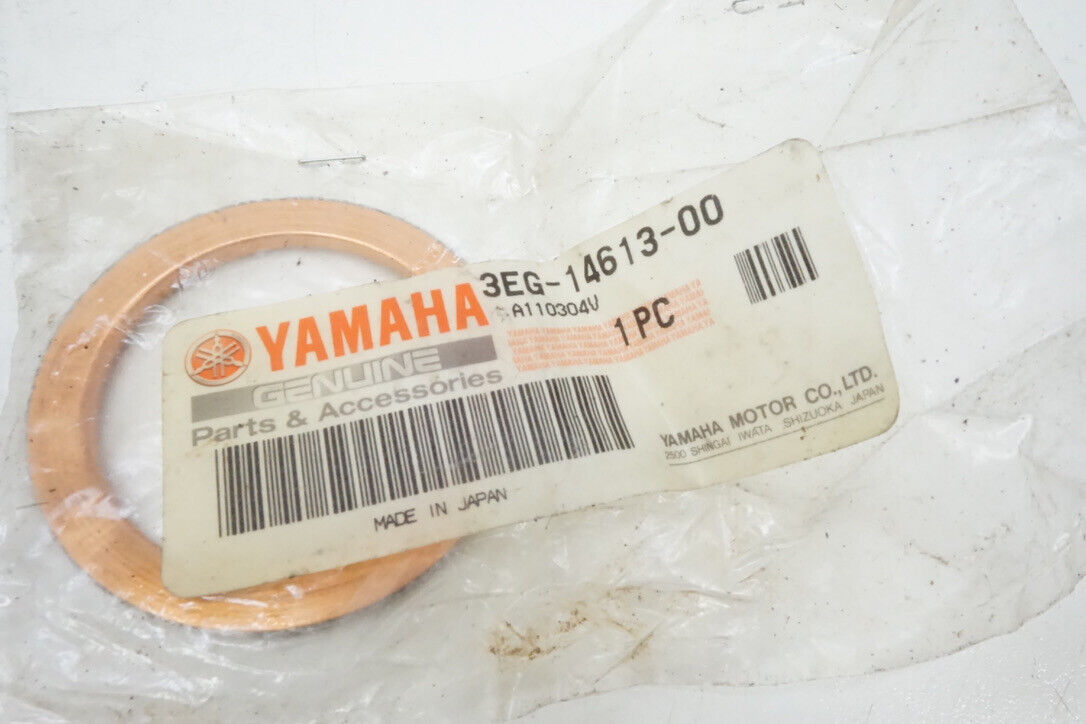 3EG-14613-00
A110304V
1 PC
YAMAHA
GENUINE
Parts & Accessories
MADE IN JAPAN
YAMAHA MOTOR CO., LTD.
2500 SHINGAI IWATA SHIZUOKA JAPAN